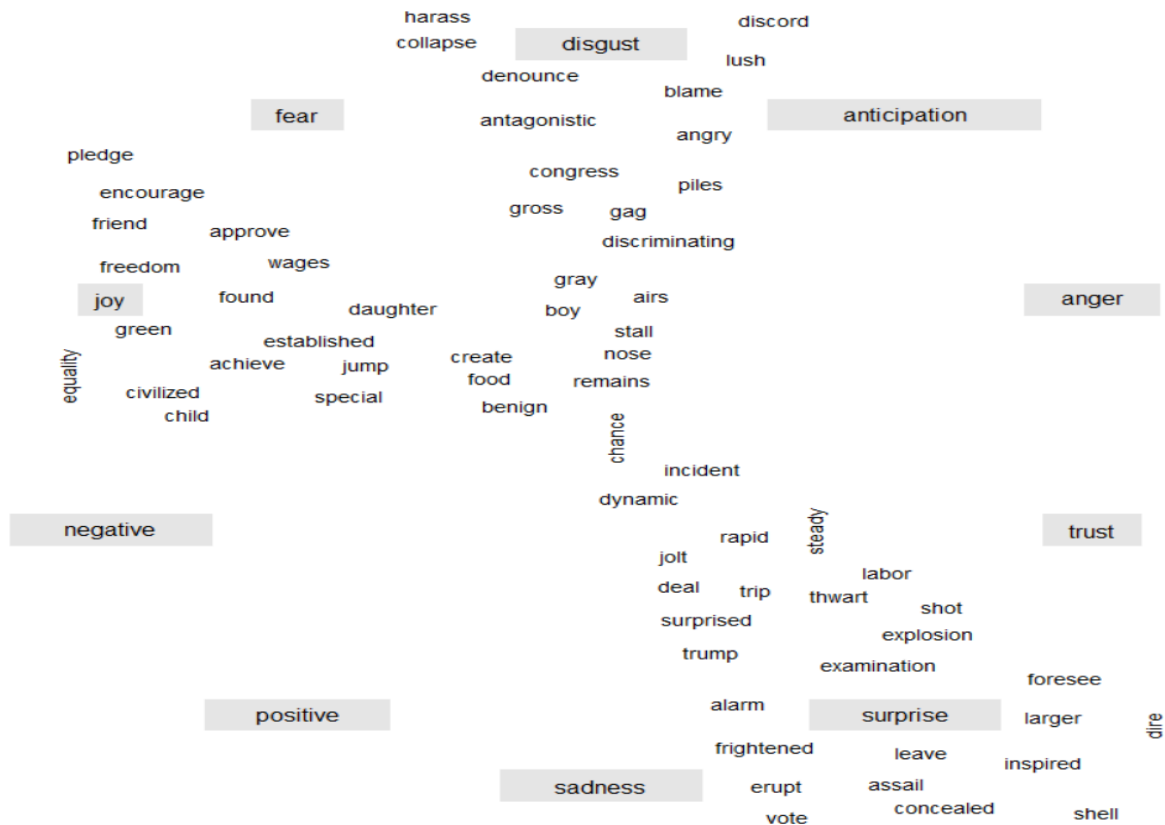 harass
discord
collapse
disgust
lush
denounce
blame
fear
anticipation
antagonistic
angry
pledge
congress
encourage
piles
gross
gag
friend
approve
discriminating
freedom
wages
gray
joy
found
airs
anger
daughter
boy
green
stall
established
nose
create
achieve
jump
equality
food
remains
civilized
special
benign
child
chance
incident
dynamic
negative
steady
trust
rapid
jolt
labor
deal
trip
thwart
shot
surprised
explosion
trump
examination
foresee
alarm
positive
surprise
larger
dire
frightened
leave
inspired
sadness
erupt
assail
concealed
shell
vote